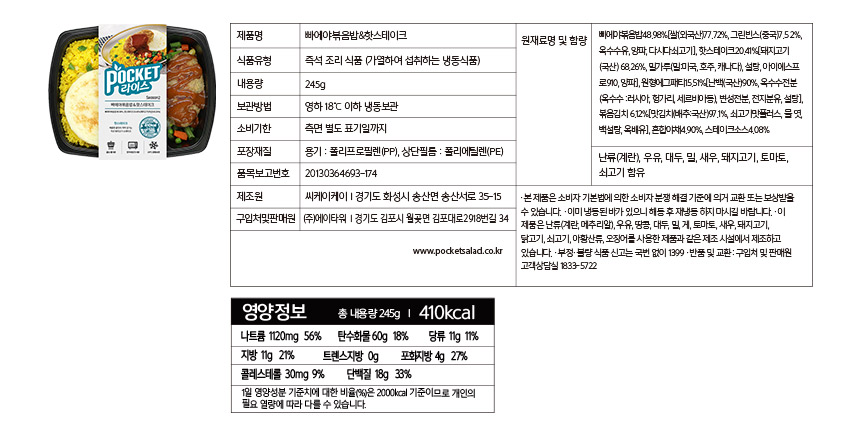 POCKET
라이스
빠에야볶음밥&핫스테이크
제품명 빠에야볶음밥&핫스테이크
식품유형 즉석 조리 식품 (가열하여 섭취하는 냉동식품)
내용량 245g
보관방법 영하 18℃ 이하 냉동보관
소비기한 측면 별도 표기일까지
포장재질 용기 : 폴리프로필렌(PP), 상단필름 : 폴리에틸렌(PE)
품목보고번호 20130364693-174
제조원 씨케이케이 I 경기도 화성시 송산면 송산서로 35-15
구입처및판매원 (주)에이타워 I 경기도 김포시 월곶면 김포대로2918번길 34
www.pocketsalad.co.kr
원재료명 및 함량
빠에야볶음밥48.98%[쌀(외국산)77.72%, 그린빈스(중국)7.52%,
옥수수유, 양파, 다시다쇠고기], 핫스테이크20.41%[돼지고기
(국산) 68.26%, 밀가루(밀:미국, 호주, 캐나다), 설탕, 아이에스프
로910, 양파], 원형에그패티15.51%[난백(국산)90%, 옥수수전분
(옥수수 : 러시아, 헝가리, 세르비아등), 변성전분, 전지분유, 설탕],
볶음김치 6.12%[맛김치(배추:국산)97.1%, 쇠고기맛플러스, 물엿,
백설탕, 옥배유], 혼합야채4.90%, 스테이크소스4.08%
난류(계란), 우유, 대두, 밀, 새우, 돼지고기, 토마토,
쇠고기 함유
· 본 제품은 소비자 기본법에 의한 소비자 분쟁 해결 기준에 의거 교환 또는 보상받을
수 있습니다. · 이미 냉동된 바가 있으니 해동 후 재냉동 하지 마시길 바랍니다. · 이
제품은 난류(계란, 메추리알), 우유, 땅콩, 대두, 밀, 게, 토마토, 새우, 돼지고기,
닭고기, 쇠고기, 아황산류, 오징어를 사용한 제품과 같은 제조 시설에서 제조하고
있습니다. · 부정·불량 식품 신고는 국번 없이 1399 · 반품 및 교환 : 구입처 및 판매원
고객상담실 1833-5722
영양정보 총 내용량 245g I 410kcal
나트륨 1120mg 56% 탄수화물 60g 18% 당류 11g 11%
지방 11g 21% 트랜스지방 0g 포화지방 4g 27%
콜레스테롤 30mg 9% 단백질 18g 33%
1일 영양성분 기준치에 대한 비율(%)은 2000kcal 기준이므로 개인의
필요 열량에 따라 다를 수 있습니다.